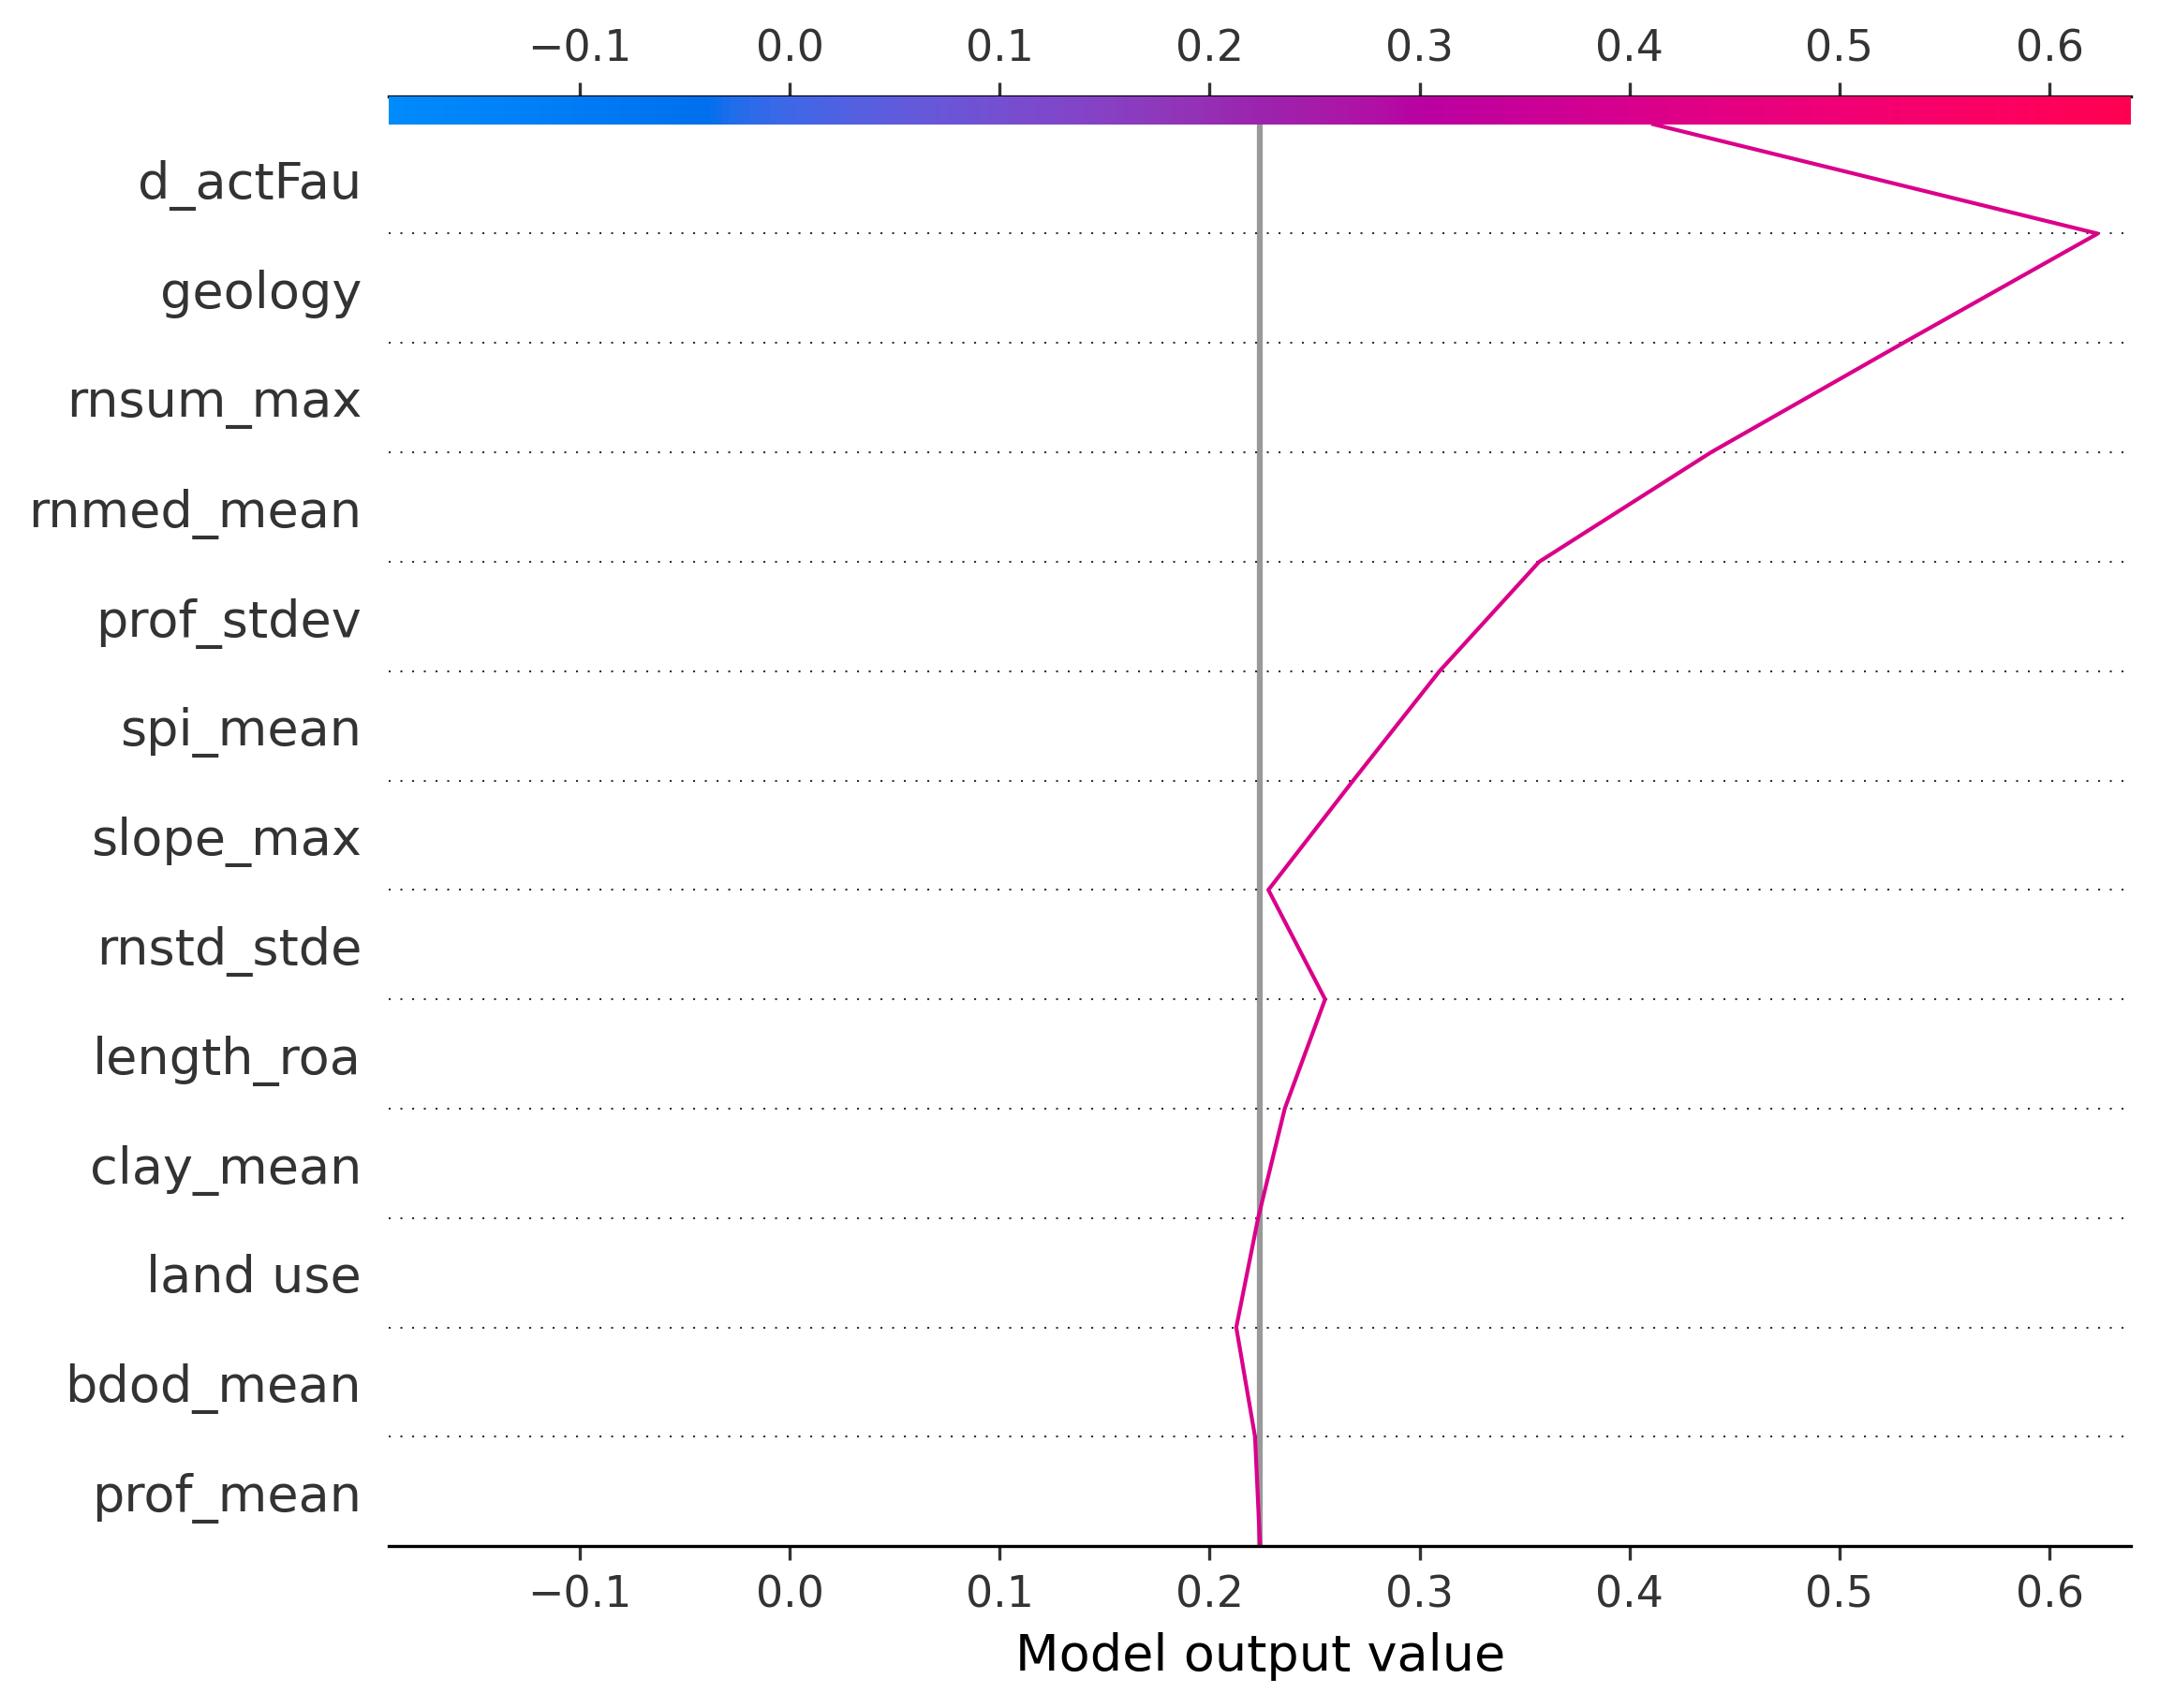 −0.1 0.0 0.1 0.2 0.3 0.4 0.5 0.6
d_actFau
geology
rnsum_max
rnmed_mean
prof_stdev
spi_mean
slope_max
rnstd_stde
length_roa
clay_mean
land use
bdod_mean
prof_mean
−0.1 0.0 0.1 0.2 0.3 0.4 0.5 0.6
Model output value